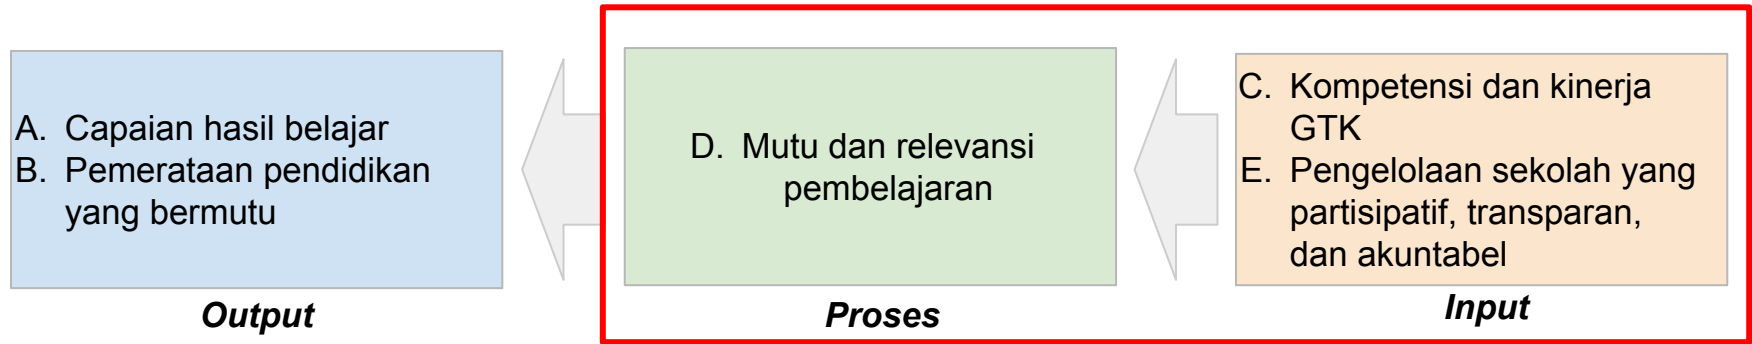 A. Capaian hasil belajar
B. Pemerataan pendidikan
yang bermutu
Output
D. Mutu dan relevansi
pembelajaran
Proses
C. Kompetensi dan kinerja
GTK
E. Pengelolaan sekolah yang
partisipatif, transparan,
dan akuntabel
Input